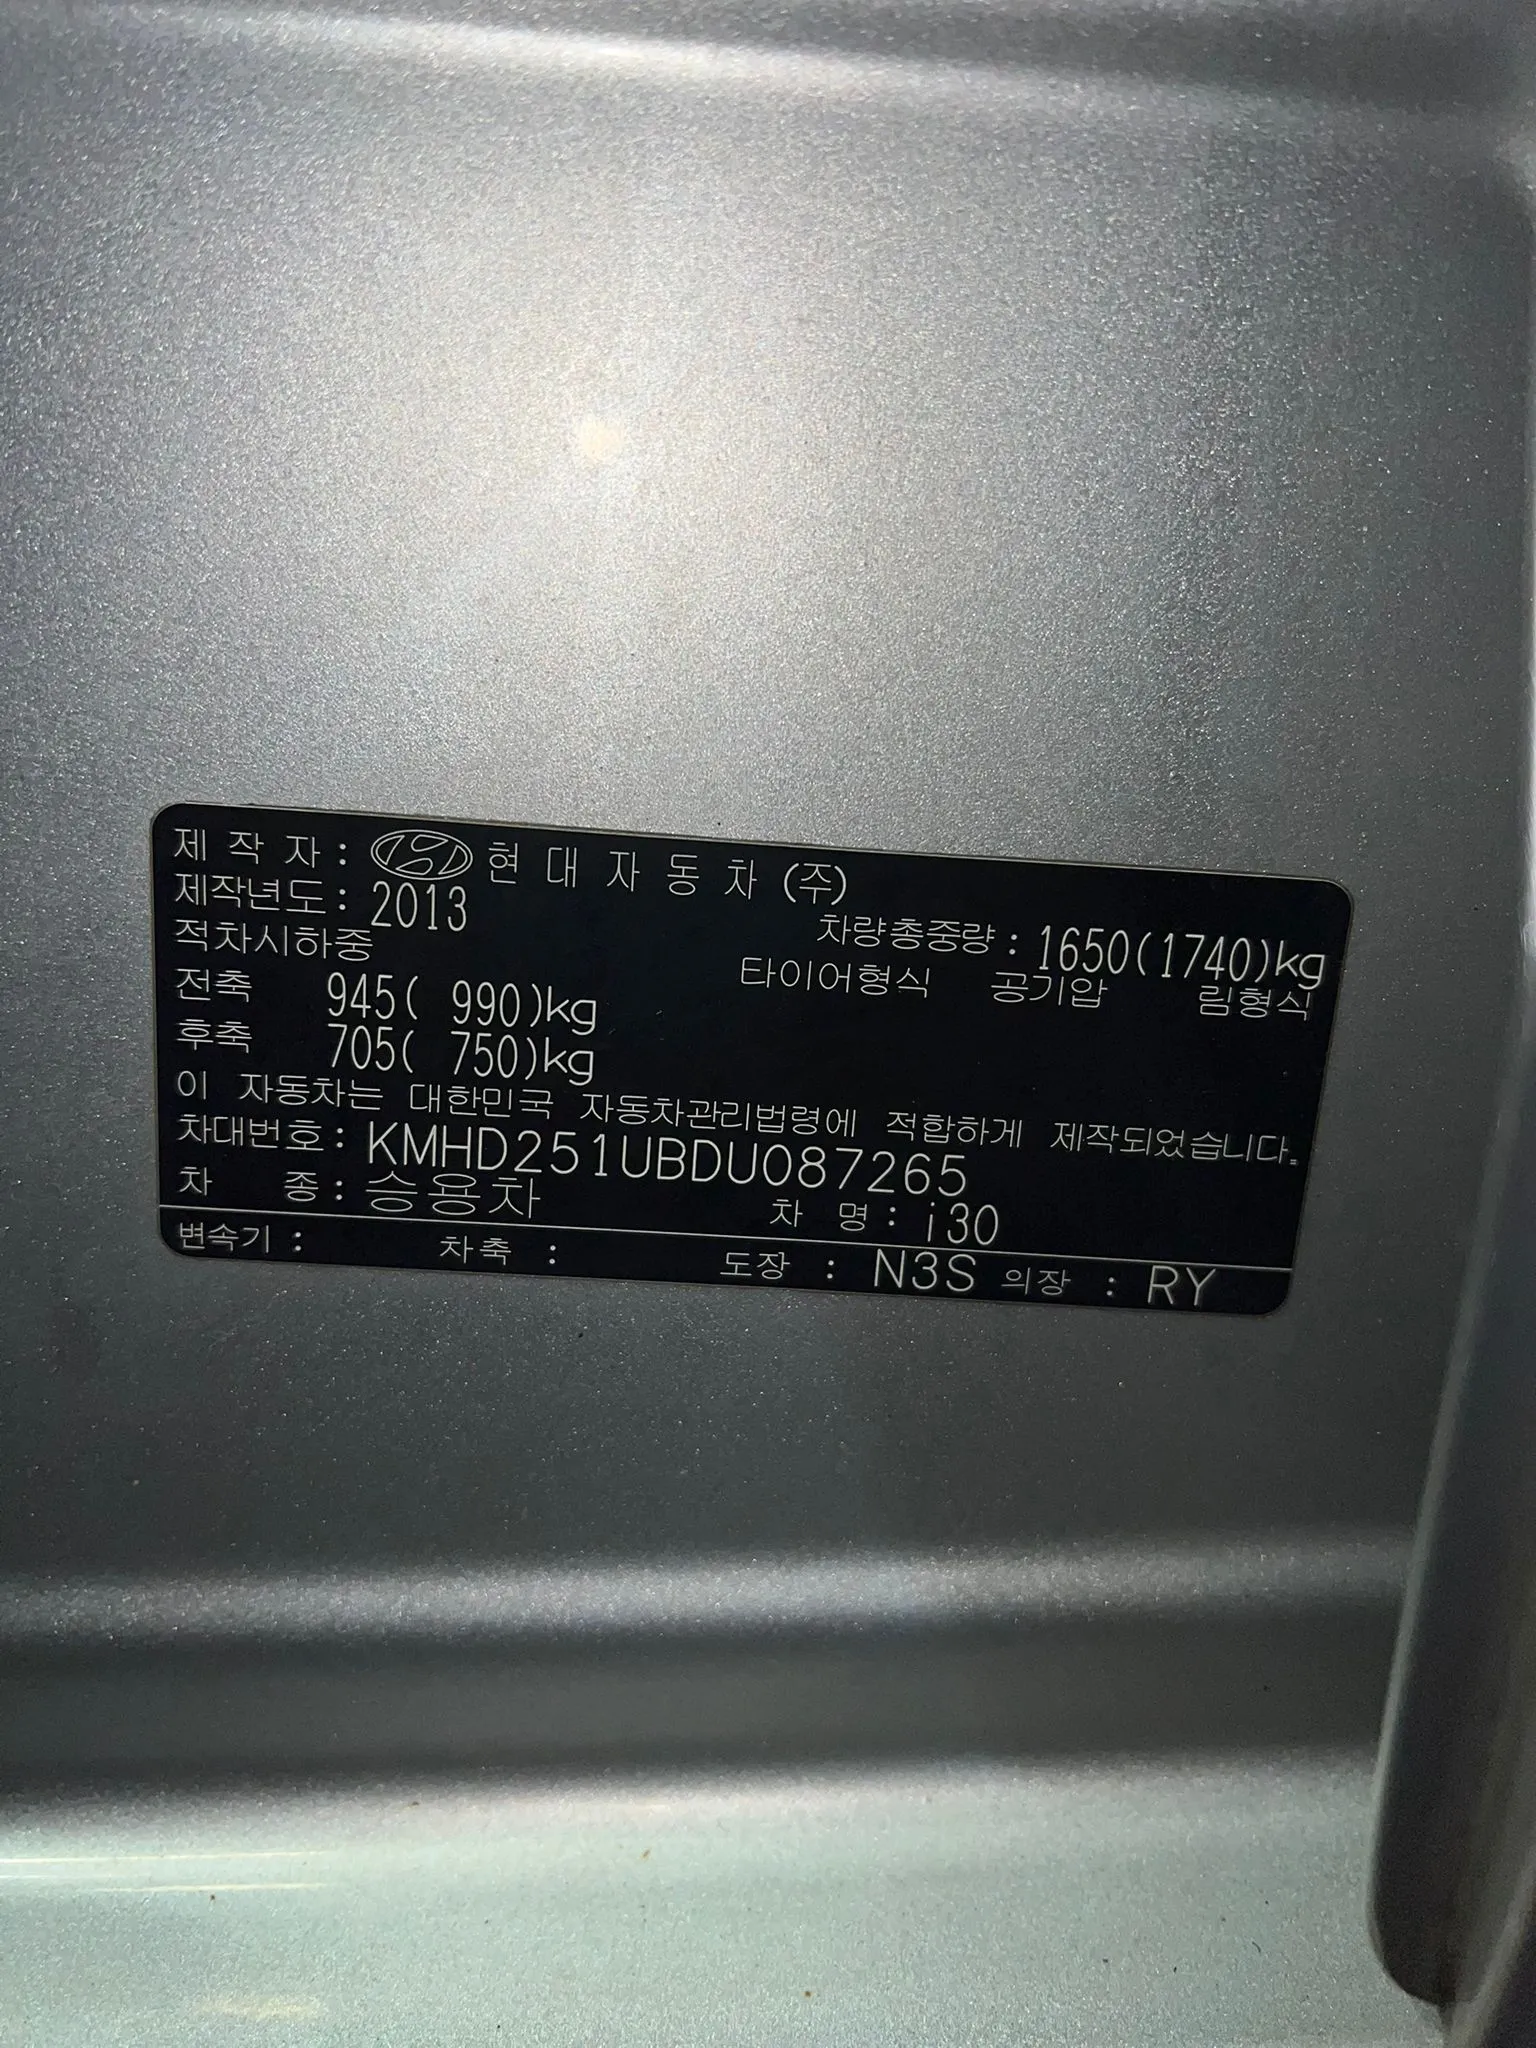 제 작 자 : 현 대 자 동 차 (주)
제작년도 : 2013
차량총중량 : 1650(1740)kg
적차시하중
타이어형식 공기압 림형식
전축 945( 990)kg
후축 705( 750)kg
이 자동차는 대한민국 자동차관리법령에 적합하게 제작되었습니다.
차대번호 : KMHD251UBDU087265
차 종 : 승용차 차 명 : i30
변속기 : 차축 : 도장 : N3S 의장 : RY